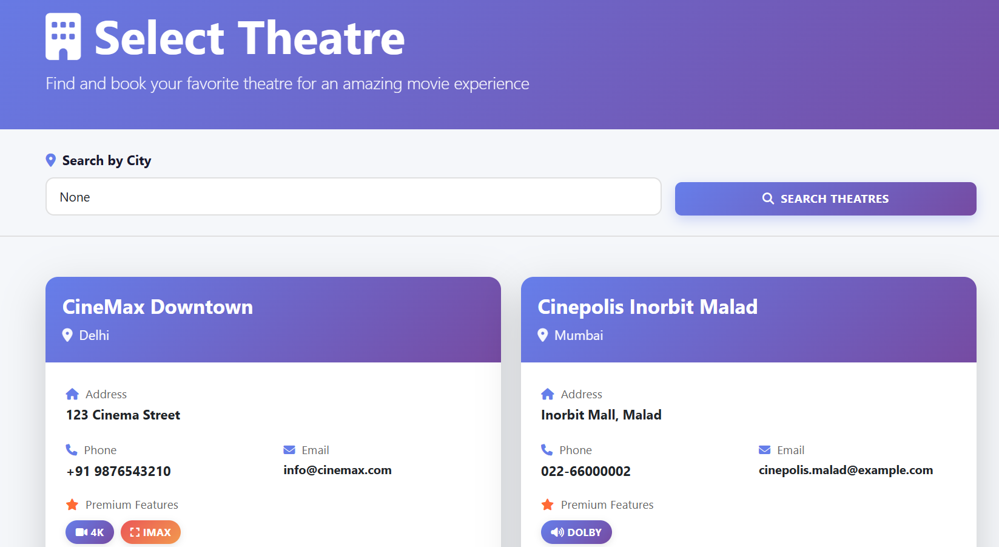 Select Theatre
Find and book your favorite theatre for an amazing movie experience
Search by City
None
SEARCH THEATRES
CineMax Downtown
Delhi
Address
123 Cinema Street
Phone
+91 9876543210
Email
info@cinemax.com
Premium Features
4K
IMAX
Cinepolis Inorbit Malad
Mumbai
Address
Inorbit Mall, Malad
Phone
022-66000002
Email
cinepolis.malad@example.com
Premium Features
DOLBY